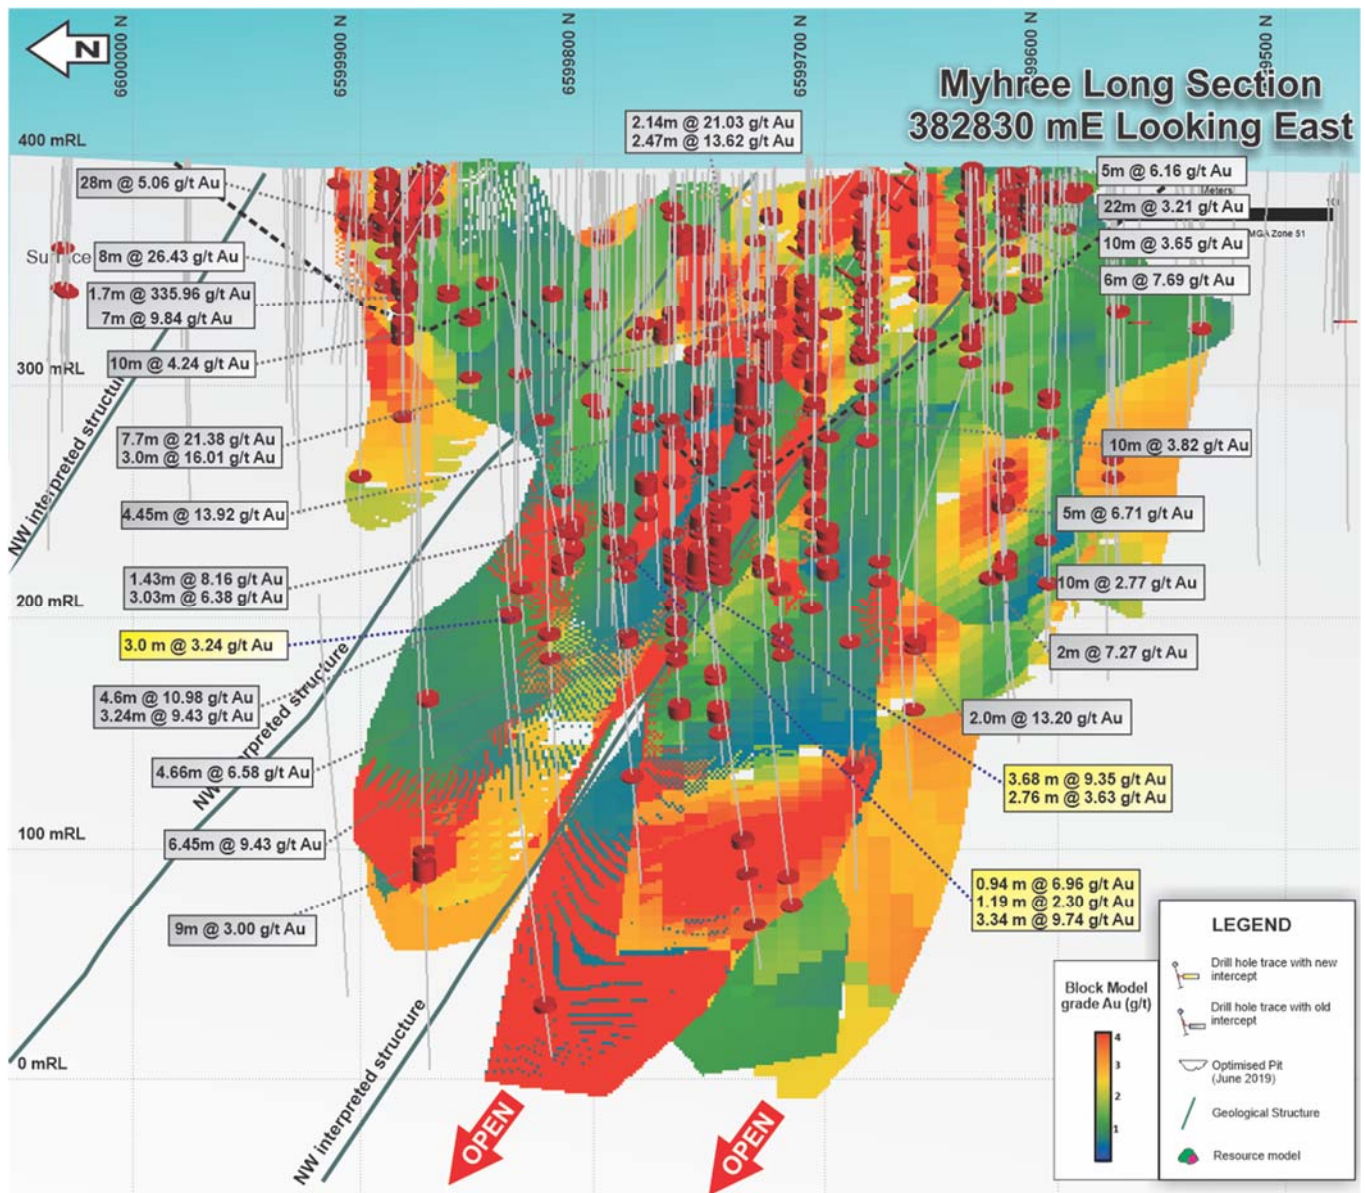 N
6600000 N
6599900 N
6599800 N
6599700 N
6599600 N
Myhree Long Section
382830 mE Looking East
400 mRL
2.14m @ 21.03 g/t Au
2.47m @ 13.62 g/t Au
28m @ 5.06 g/t Au
5m @ 6.16 g/t Au
Meters
22m @ 3.21 g/t Au
MGA Zone 51
8m @ 26.43 g/t Au
10m @ 3.65 g/t Au
6m @ 7.69 g/t Au
1.7m @ 335.96 g/t Au
7m @ 9.84 g/t Au
10m @ 4.24 g/t Au
300 mRL
NW interpreted structure
7.7m @ 21.38 g/t Au
3.0m @ 16.01 g/t Au
10m @ 3.82 g/t Au
4.45m @ 13.92 g/t Au
5m @ 6.71 g/t Au
1.43m @ 8.16 g/t Au
3.03m @ 6.38 g/t Au
10m @ 2.77 g/t Au
200 mRL
3.0 m @ 3.24 g/t Au
2m @ 7.27 g/t Au
4.6m @ 10.98 g/t Au
3.24m @ 9.43 g/t Au
2.0m @ 13.20 g/t Au
structure
4.66m @ 6.58 g/t Au
3.68 m @ 9.35 g/t Au
2.76 m @ 3.63 g/t Au
100 mRL
6.45m @ 9.43 g/t Au
0.94 m @ 6.96 g/t Au
1.19 m @ 2.30 g/t Au
3.34 m @ 9.74 g/t Au
9m @ 3.00 g/t Au
0 mRL
NW interpreted structure
OPEN
OPEN
Block Model
grade Au (g/t)
4
3
2
1
LEGEND
Drill hole trace with new
intercept
Drill hole trace with old
intercept
Optimised Pit
(June 2019)
Geological Structure
Resource model